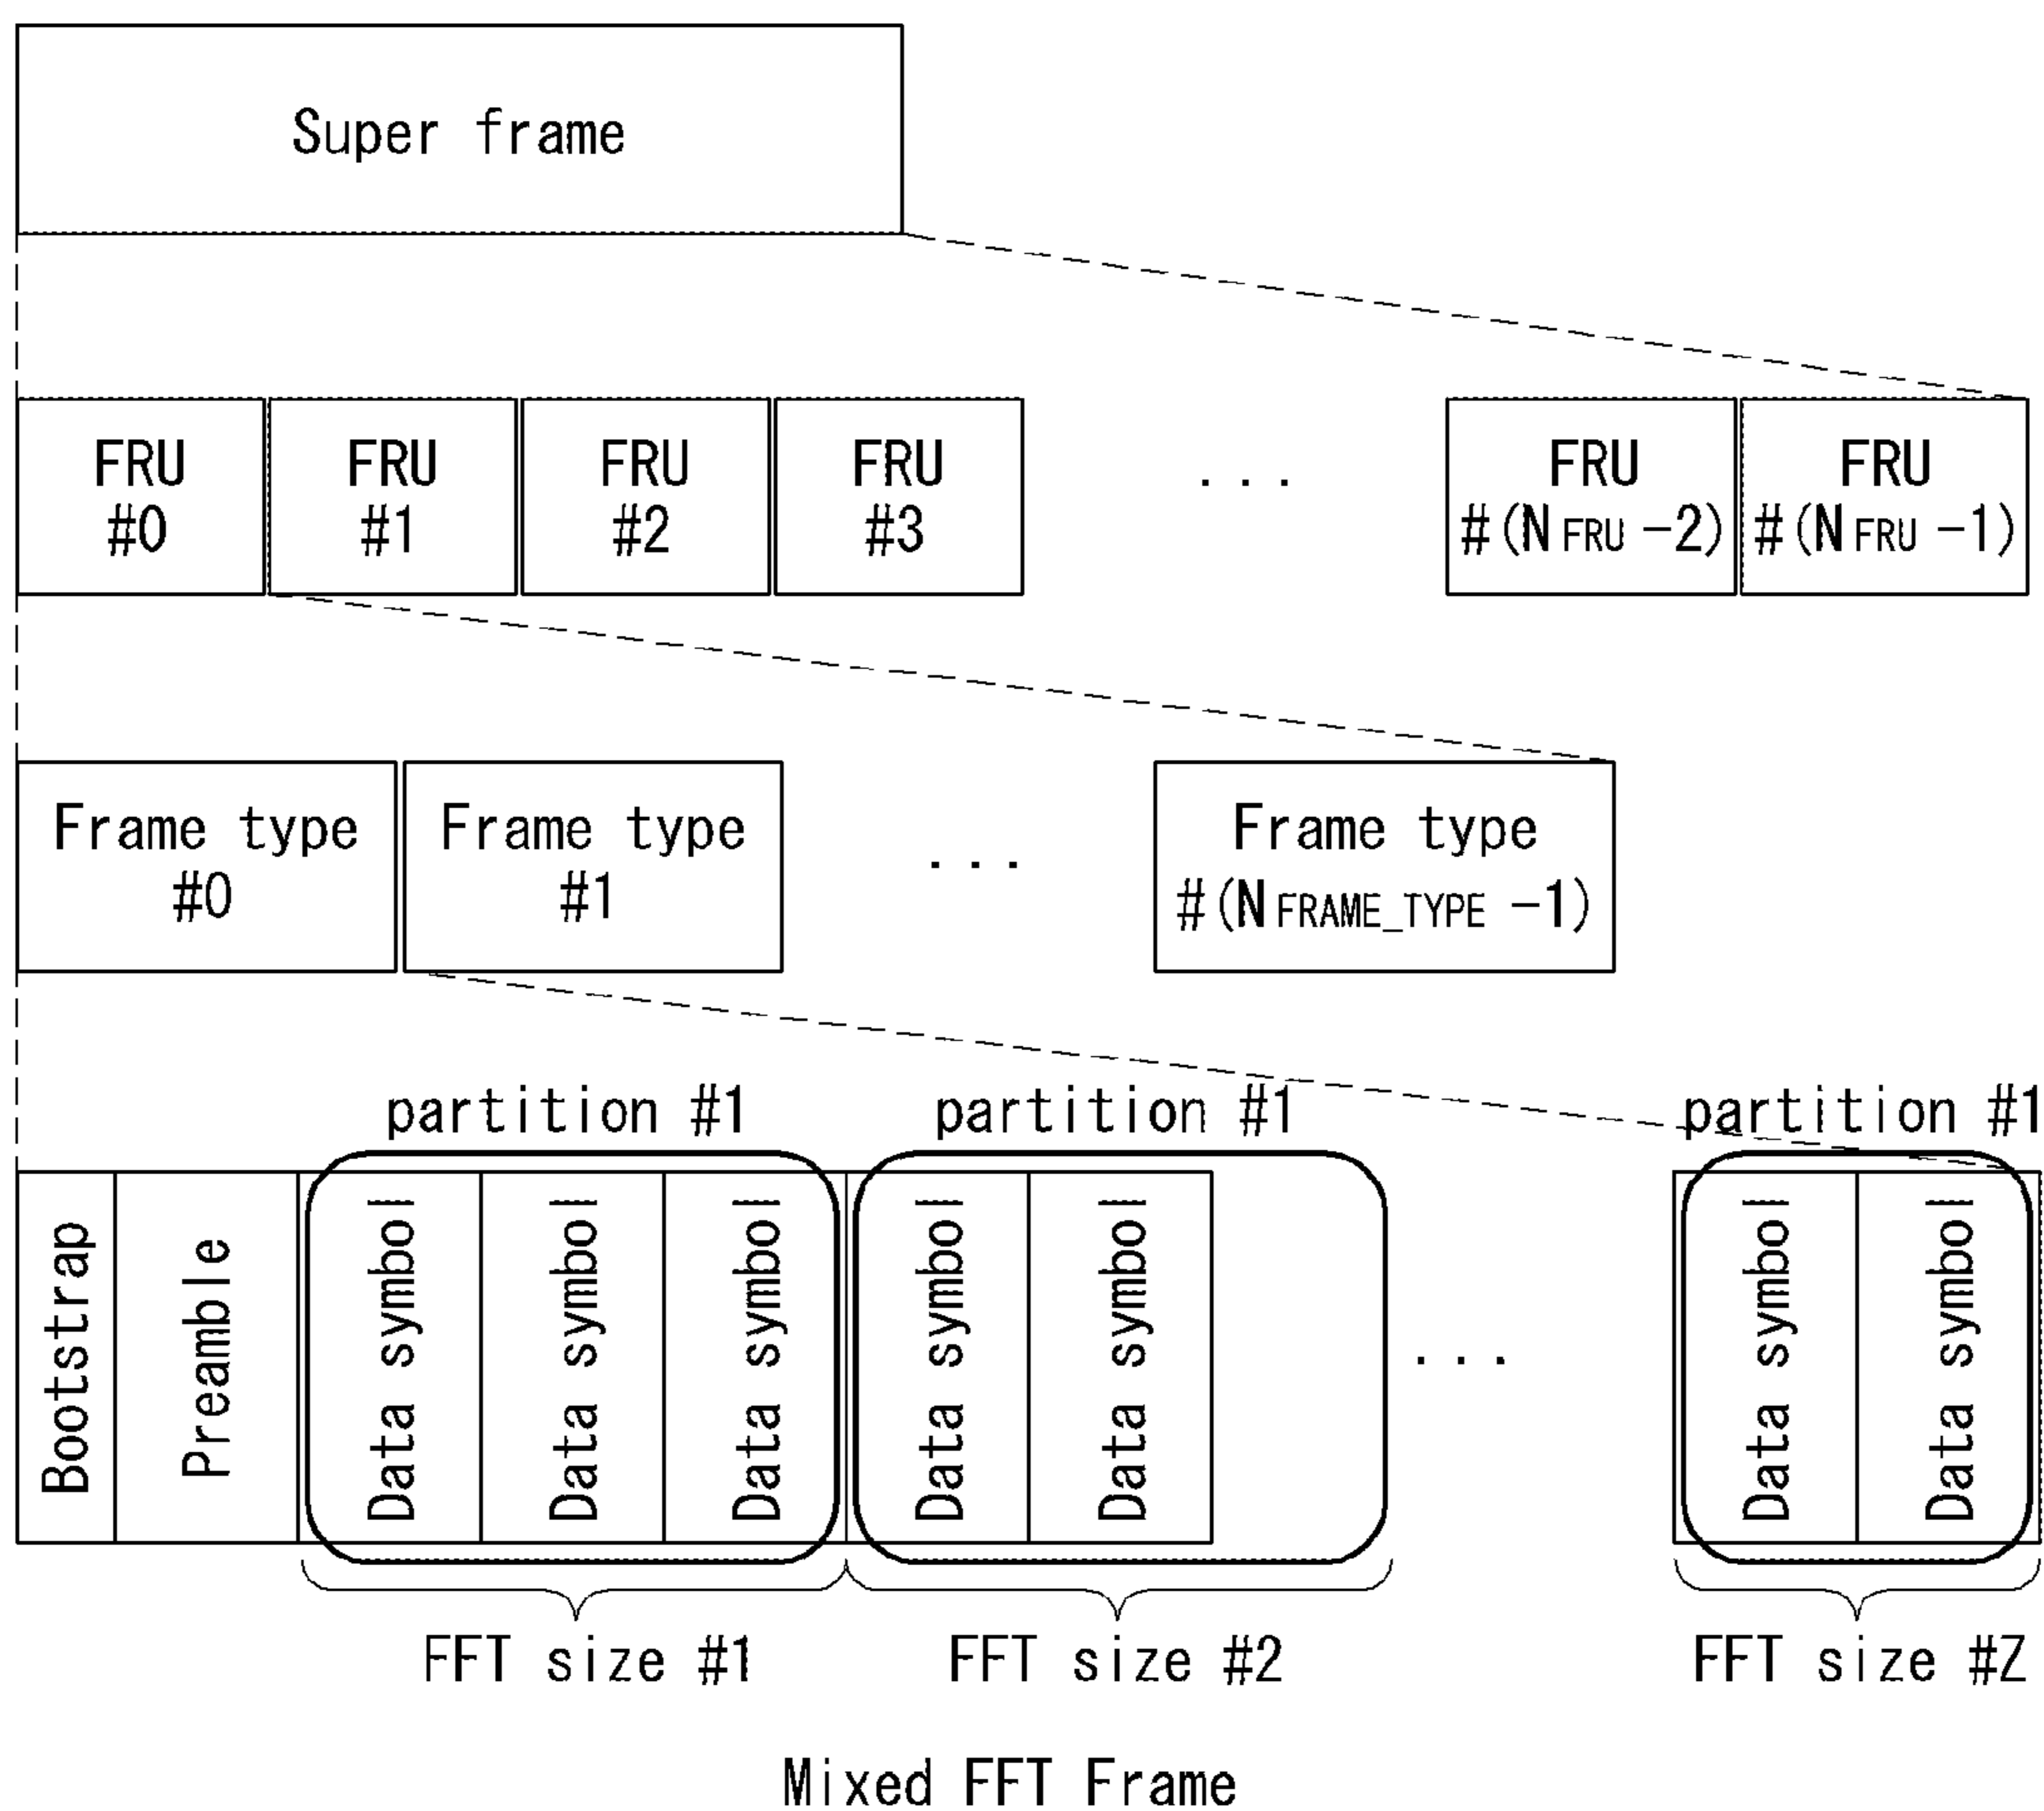 Super frame
FRU
#0
FRU
#1
FRU
#2
FRU
#3
...
FRU
#(NFRU -2)
FRU
#(NFRU -1)
Frame type
#0
Frame type
#1
...
Frame type
#(NFRAME_TYPE -1)
partition #1
partition #1
partition #1
Bootstrap
Preamble
Data symbol
Data symbol
Data symbol
Data symbol
Data symbol
...
Data symbol
Data symbol
FFT size #1
FFT size #2
FFT size #Z
Mixed FFT Frame